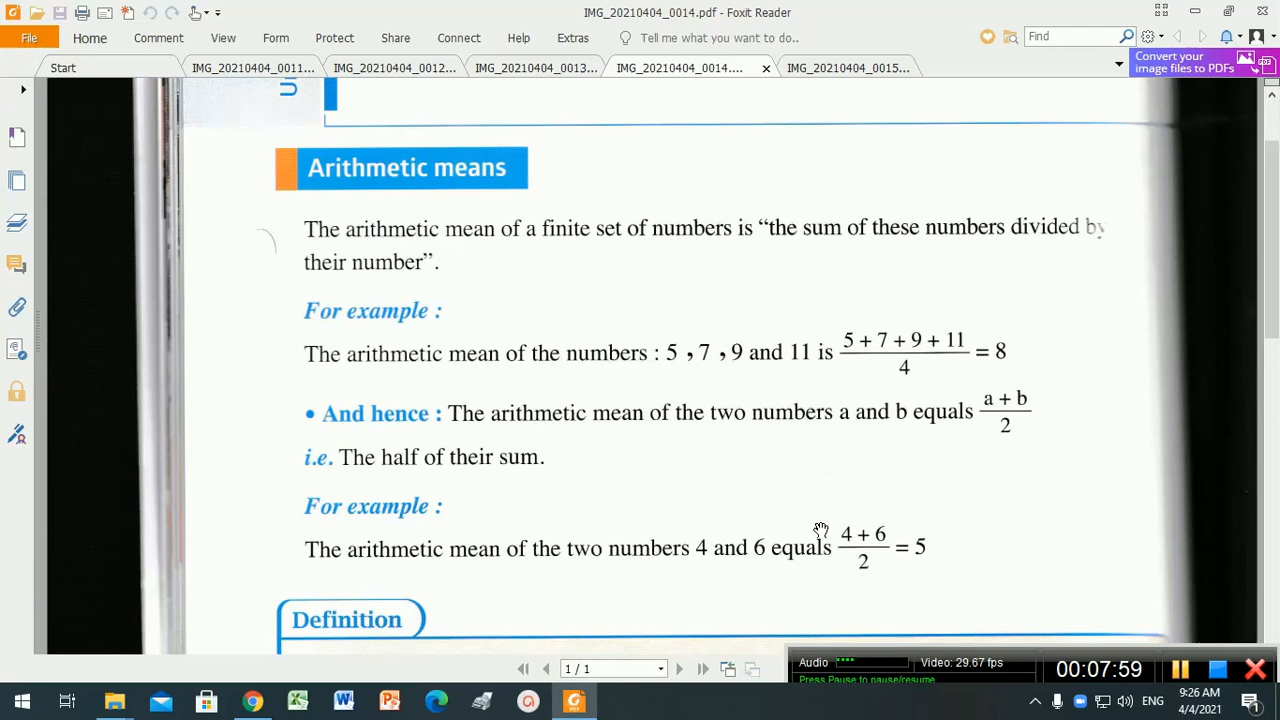 IMG_20210404_0014.pdf - Foxit Reader
File Home Comment View Form Protect Share Connect Help Extras Tell me what you want to do.. Find
Start IMG_20210404_0011... IMG_20210404_0012... IMG_20210404_0013... IMG_20210404_0014.... IMG_20210404_0015...
Convert your
image files to PDFs
Arithmetic means
The arithmetic mean of a finite set of numbers is “the sum of these numbers divided by
their number”.
For example :
The arithmetic mean of the numbers : 5 , 7 , 9 and 11 is (5 + 7 + 9 + 11)/4 = 8
• And hence : The arithmetic mean of the two numbers a and b equals (a + b)/2
i.e. The half of their sum.
For example :
The arithmetic mean of the two numbers 4 and 6 equals (4 + 6)/2 = 5
Definition
1 / 1
Audio Video: 29.67 fps 00:07:59
Press Pause to pause/resume
ENG 9:26 AM
4/4/2021